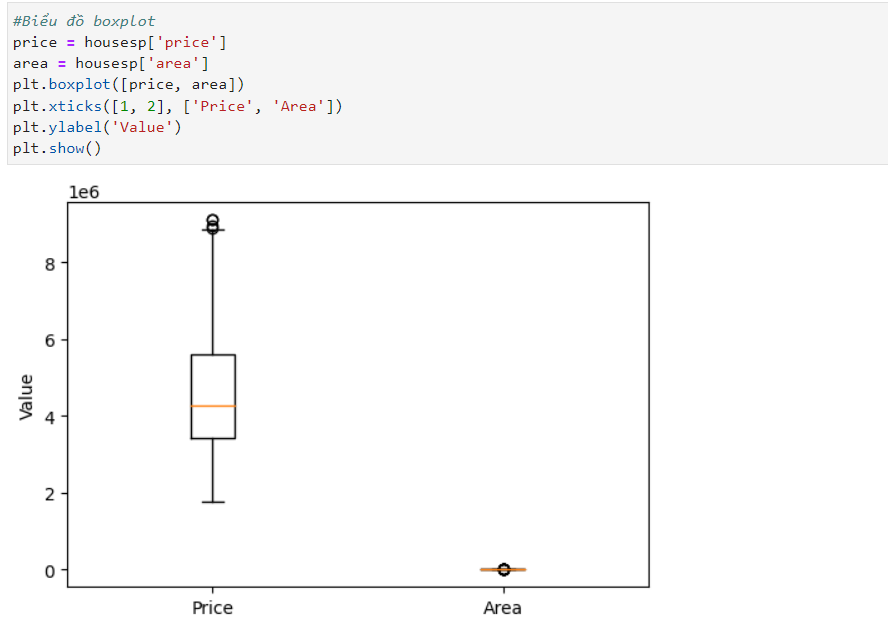 #Biểu đồ boxplot
price = housesp['price']
area = housesp['area']
plt.boxplot([price, area])
plt.xticks([1, 2], ['Price', 'Area'])
plt.ylabel('Value')
plt.show()
1e6
8
6
4
2
0
Value
Price
Area